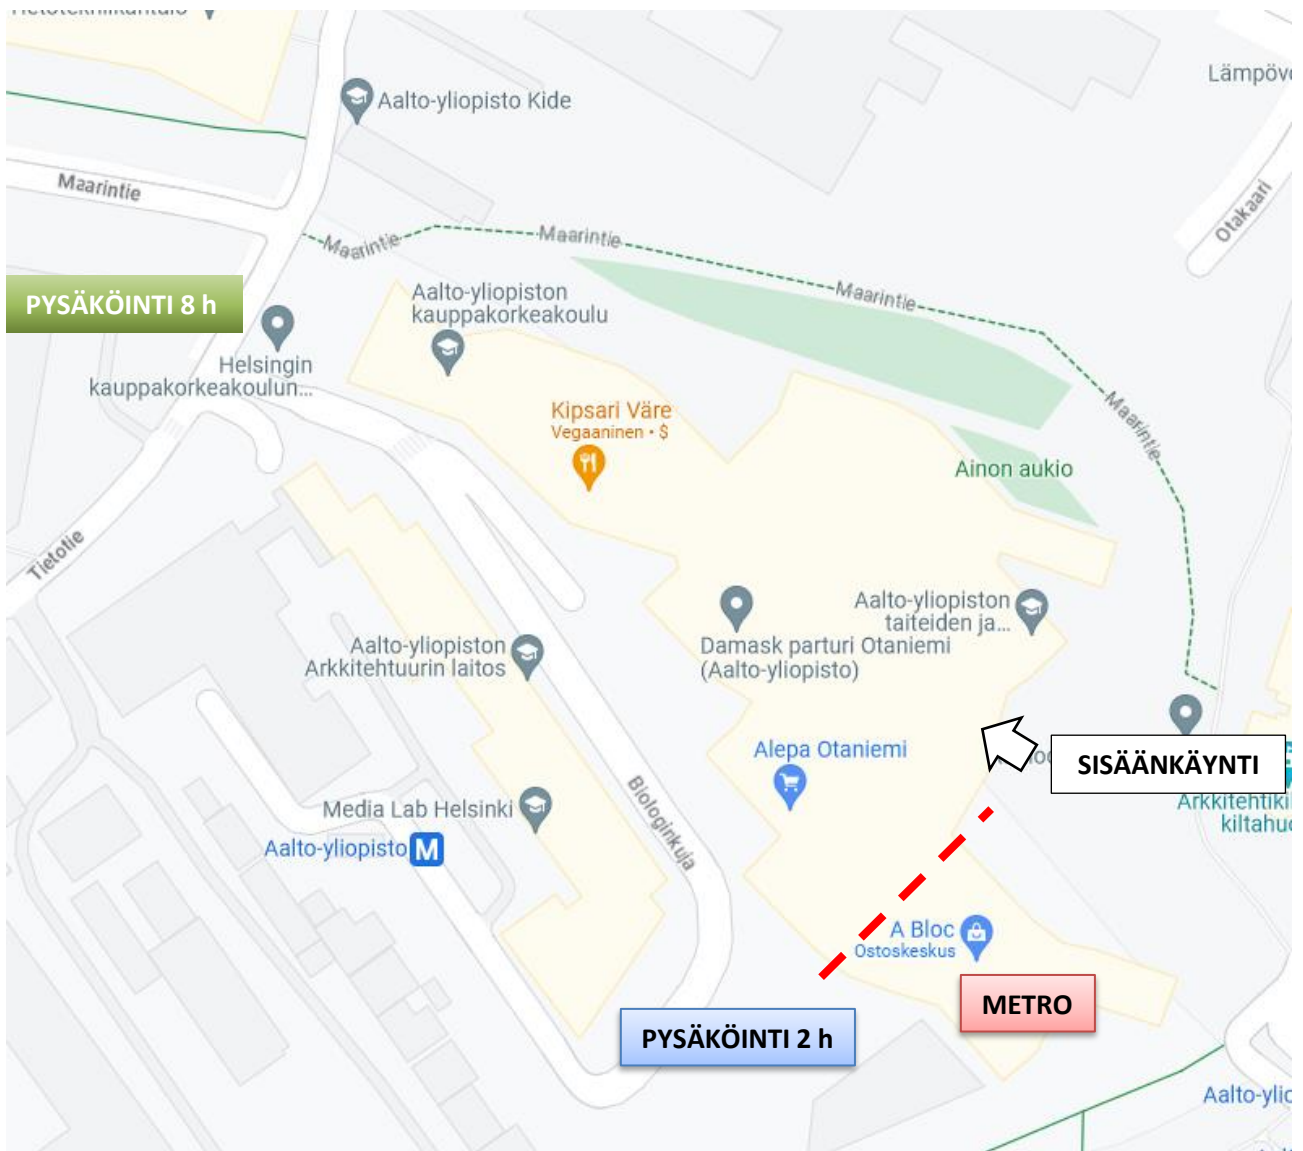 Aalto-yliopisto Kide
Lämpöv
Maarintie
Otakaari
Maarintie
Maarintie
Maarintie
PYSÄKÖINTI 8 h
Aalto-yliopiston
kauppakorkeakoulu
Helsingin
kauppakorkeakoulun...
Kipsari Väre
Vegaaninen • $
Maarintie
Ainon aukio
Tietotie
Aalto-yliopiston
taiteiden ja...
Damask parturi Otaniemi
(Aalto-yliopisto)
Aalto-yliopiston
Arkkitehtuurin laitos
Alepa Otaniemi
SISÄÄNKÄYNTI
Biologinkuja
Media Lab Helsinki
Aalto-yliopisto M
Arkkitehtikil
kiltahuo
A Bloc
Ostoskeskus
METRO
PYSÄKÖINTI 2 h
Aalto-ylio